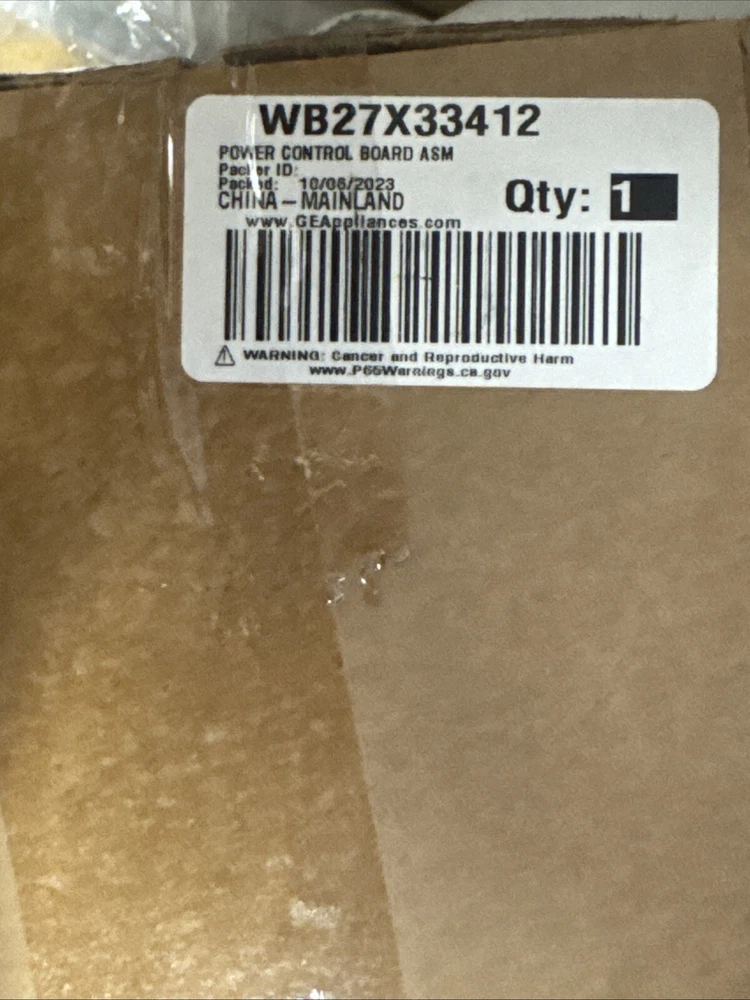 WB27X33412
POWER CONTROL BOARD ASM
Packer ID:
Packed: 10/06/2023
CHINA-MAINLAND
Qty: 1
www.GEAppliances.com
⚠ WARNING: Cancer and Reproductive Harm
www.P65Warnings.ca.gov